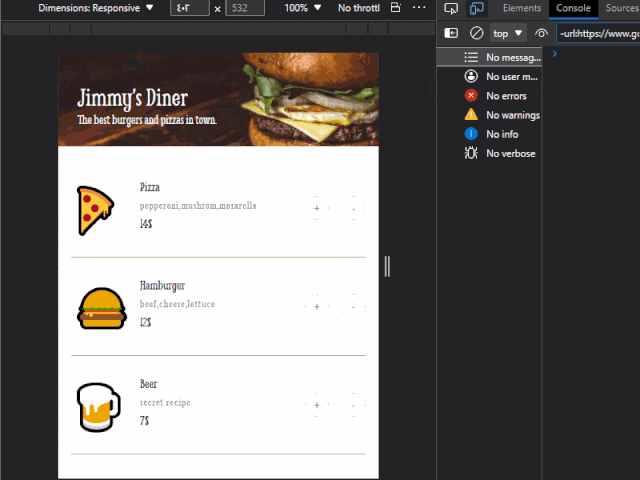 Dimensions: Responsive ▼ ٤٠٣ × 532 100% ▼ No throttl
Elements Console Sources
top ▼ -url:https://www.go
No messag...
No user m...
No errors
No warnings
No info
No verbose
Jimmy's Diner
The best burgers and pizzas in town.
Pizza
pepperoni,mushrom,mozarella
14$
+ -
Hamburger
beef,cheese,lettuce
12$
+ -
Beer
secret recipe
7$
+ -